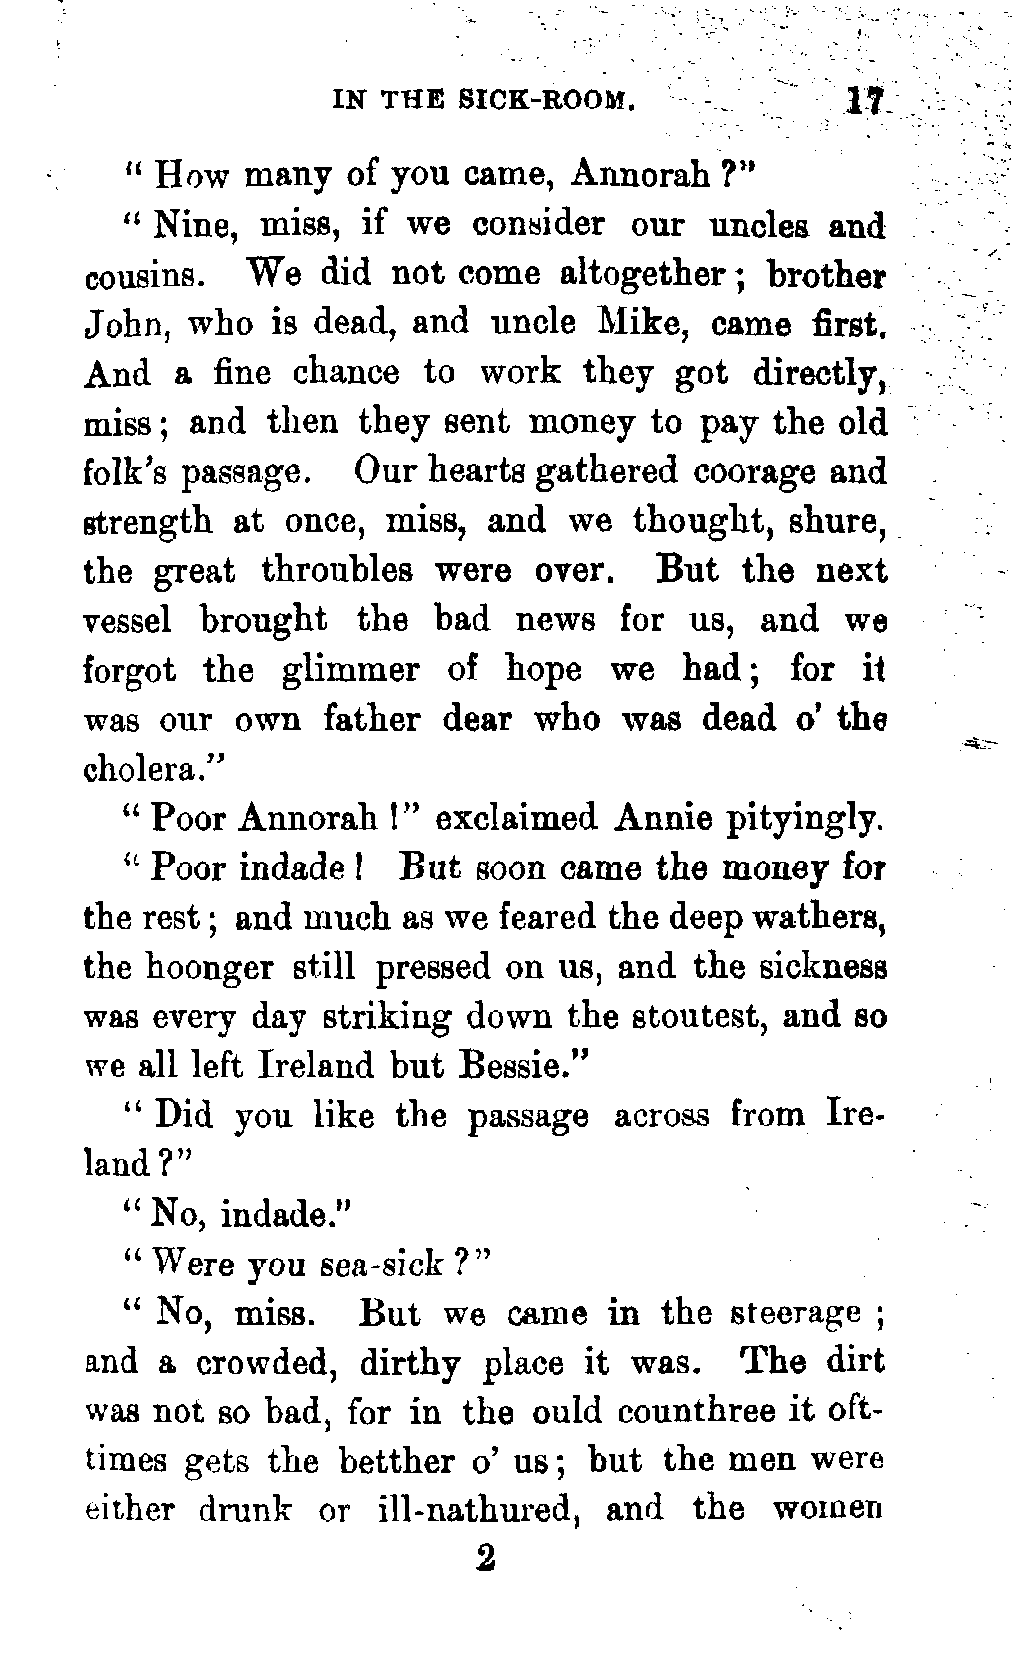 IN THE SICK-ROOM. 17
" How many of you came, Annorah ?"
" Nine, miss, if we consider our uncles and
cousins. We did not come altogether ; brother
John, who is dead, and uncle Mike, came first.
And a fine chance to work they got directly,
miss ; and then they sent money to pay the old
folk's passage. Our hearts gathered coorage and
strength at once, miss, and we thought, shure,
the great throubles were over. But the next
vessel brought the bad news for us, and we
forgot the glimmer of hope we had ; for it
was our own father dear who was dead o' the
cholera."
" Poor Annorah !" exclaimed Annie pityingly.
" Poor indade ! But soon came the money for
the rest ; and much as we feared the deep wathers,
the hoonger still pressed on us, and the sickness
was every day striking down the stoutest, and so
we all left Ireland but Bessie."
" Did you like the passage across from Ire-
land ?"
" No, indade."
" Were you sea-sick ?"
" No, miss. But we came in the steerage ;
and a crowded, dirthy place it was. The dirt
was not so bad, for in the ould counthree it oft-
times gets the betther o' us ; but the men were
either drunk or ill-nathured, and the women
2